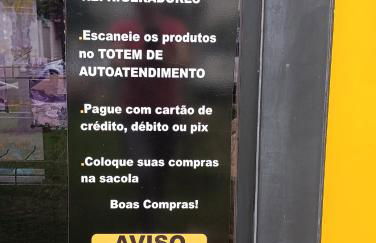 REFRIGERADORES
.Escaneie os produtos
no TOTEM DE
AUTOATENDIMENTO
.Pague com cartão de
crédito, débito ou pix
.Coloque suas compras
na sacola
Boas Compras!
AVISO